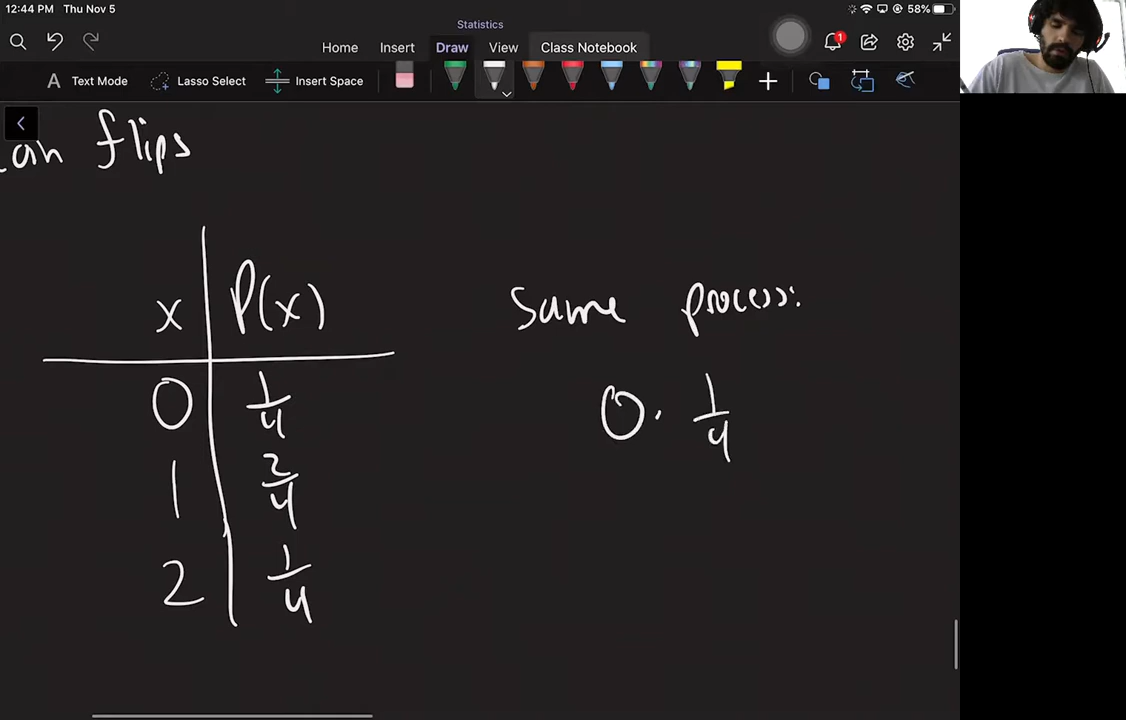 12:44 PM Thu Nov 5
58%
Statistics
Home Insert Draw View Class Notebook
1
Text Mode Lasso Select Insert Space
flips
x P(x)
0 1/4
1 2/4
2 1/4
Same process:
0 · 1/4